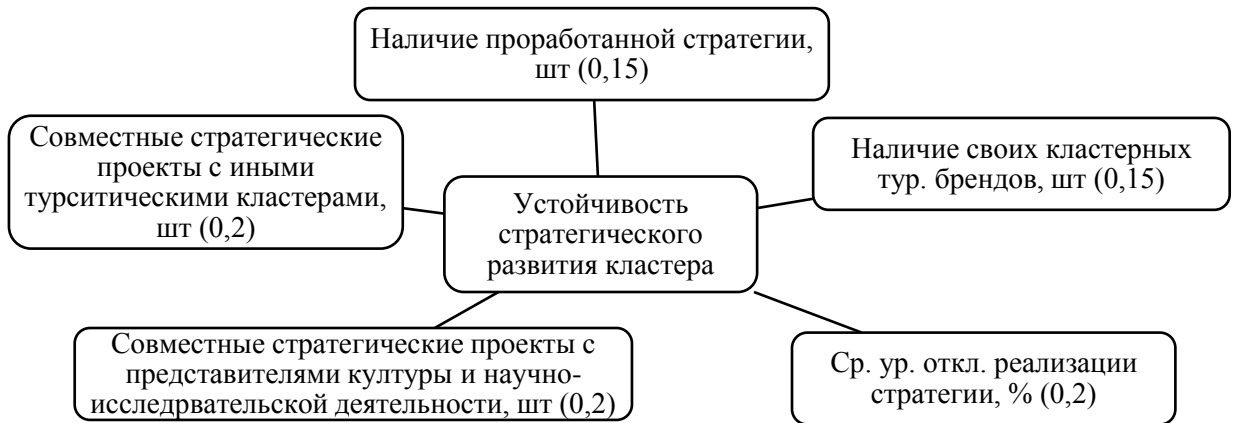 Наличие проработанной стратегии,
шт (0,15)
Совместные стратегические
проекты с иными
турситическими кластерами,
шт (0,2)
Наличие своих кластерных
тур. брендов, шт (0,15)
Устойчивость
стратегического
развития кластера
Совместные стратегические проекты с
представителями културы и научно-
исследрвательской деятельности, шт (0,2)
Ср. ур. откл. реализации
стратегии, % (0,2)